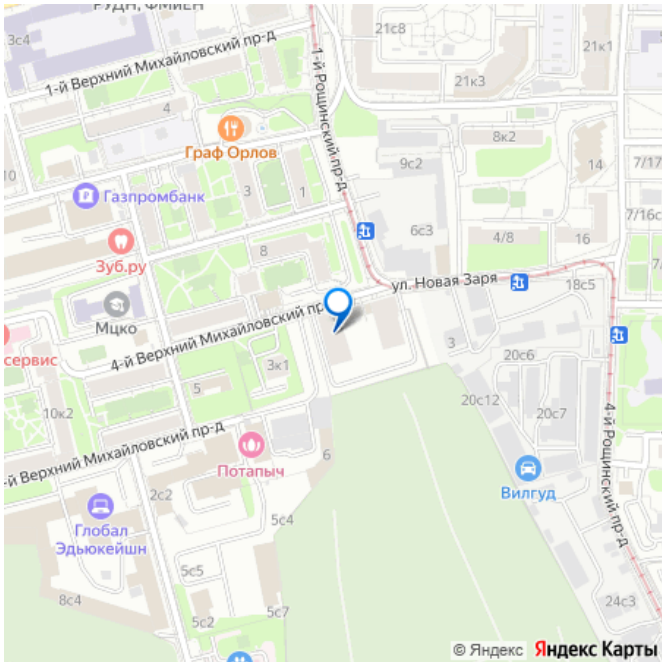 РУДН, ФМиЕН
3с4
21с8
21к1
1-й Верхний Михайловский пр-д
1-й Рощинский пр-д
21к3
4
Граф Орлов
8к2
9с2
14
7/17
10
Газпромбанк
3
1
7/16с
Зуб.ру
6с3
4/8
16
8
ул. Новая Заря
18с5
Мцко
4-й Верхний Михайловский пр-д
сервис
3
3к1
5
20с6
10к2
20с12
20с7
4-й Рощинский пр-д
-й Верхний Михайловский пр-д
Потапыч
6
Вилгуд
2с2
Глобал
Эдьюкейшн
5с4
5с5
8с4
24с3
5с7
5с2
© Яндекс Яндекс Карты